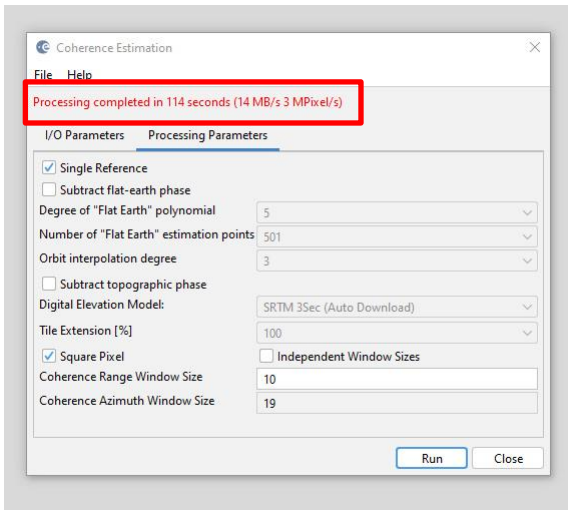 Coherence Estimation
File Help
Processing completed in 114 seconds (14 MB/s 3 MPixel/s)
I/O Parameters Processing Parameters
Single Reference
Subtract flat-earth phase
Degree of "Flat Earth" polynomial 5
Number of "Flat Earth" estimation points 501
Orbit interpolation degree 3
Subtract topographic phase
Digital Elevation Model: SRTM 3Sec (Auto Download)
Tile Extension [%] 100
Square Pixel Independent Window Sizes
Coherence Range Window Size 10
Coherence Azimuth Window Size 19
Run Close